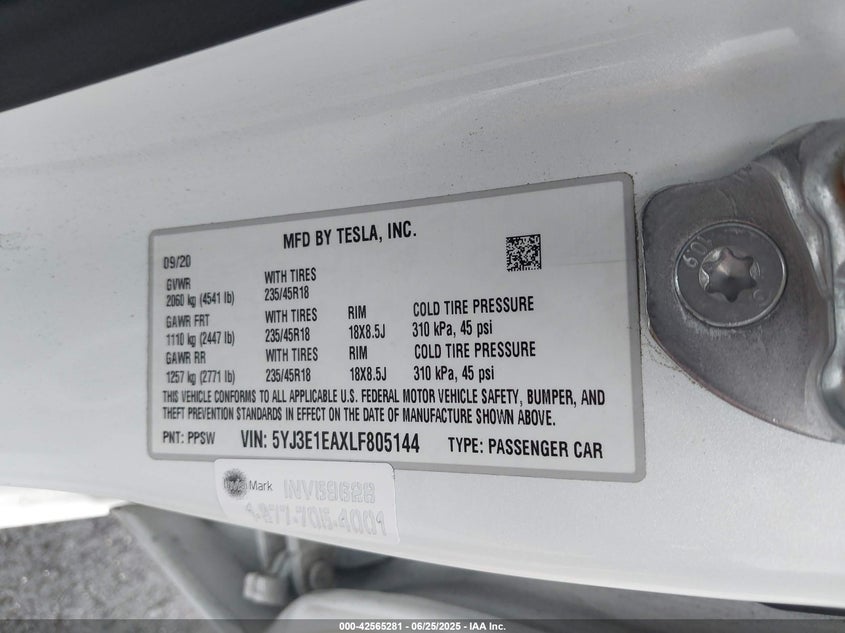 MFD BY TESLA, INC.
09/20
GVWR WITH TIRES
2060 kg (4541 lb) 235/45R18
GAWR FRT WITH TIRES RIM COLD TIRE PRESSURE
1110 kg (2447 lb) 235/45R18 18X8.5J 310 kPa, 45 psi
GAWR RR WITH TIRES RIM COLD TIRE PRESSURE
1257 kg (2771 lb) 235/45R18 18X8.5J 310 kPa, 45 psi
THIS VEHICLE CONFORMS TO ALL APPLICABLE U.S. FEDERAL MOTOR VEHICLE SAFETY, BUMPER, AND
THEFT PREVENTION STANDARDS IN EFFECT ON THE DATE OF MANUFACTURE SHOWN ABOVE.
PNT: PPSW VIN: 5YJ3E1EAXLF805144 TYPE: PASSENGER CAR
Mark
1-877-705-4001
000-42565281 - 06/25/2025 - IAA Inc.